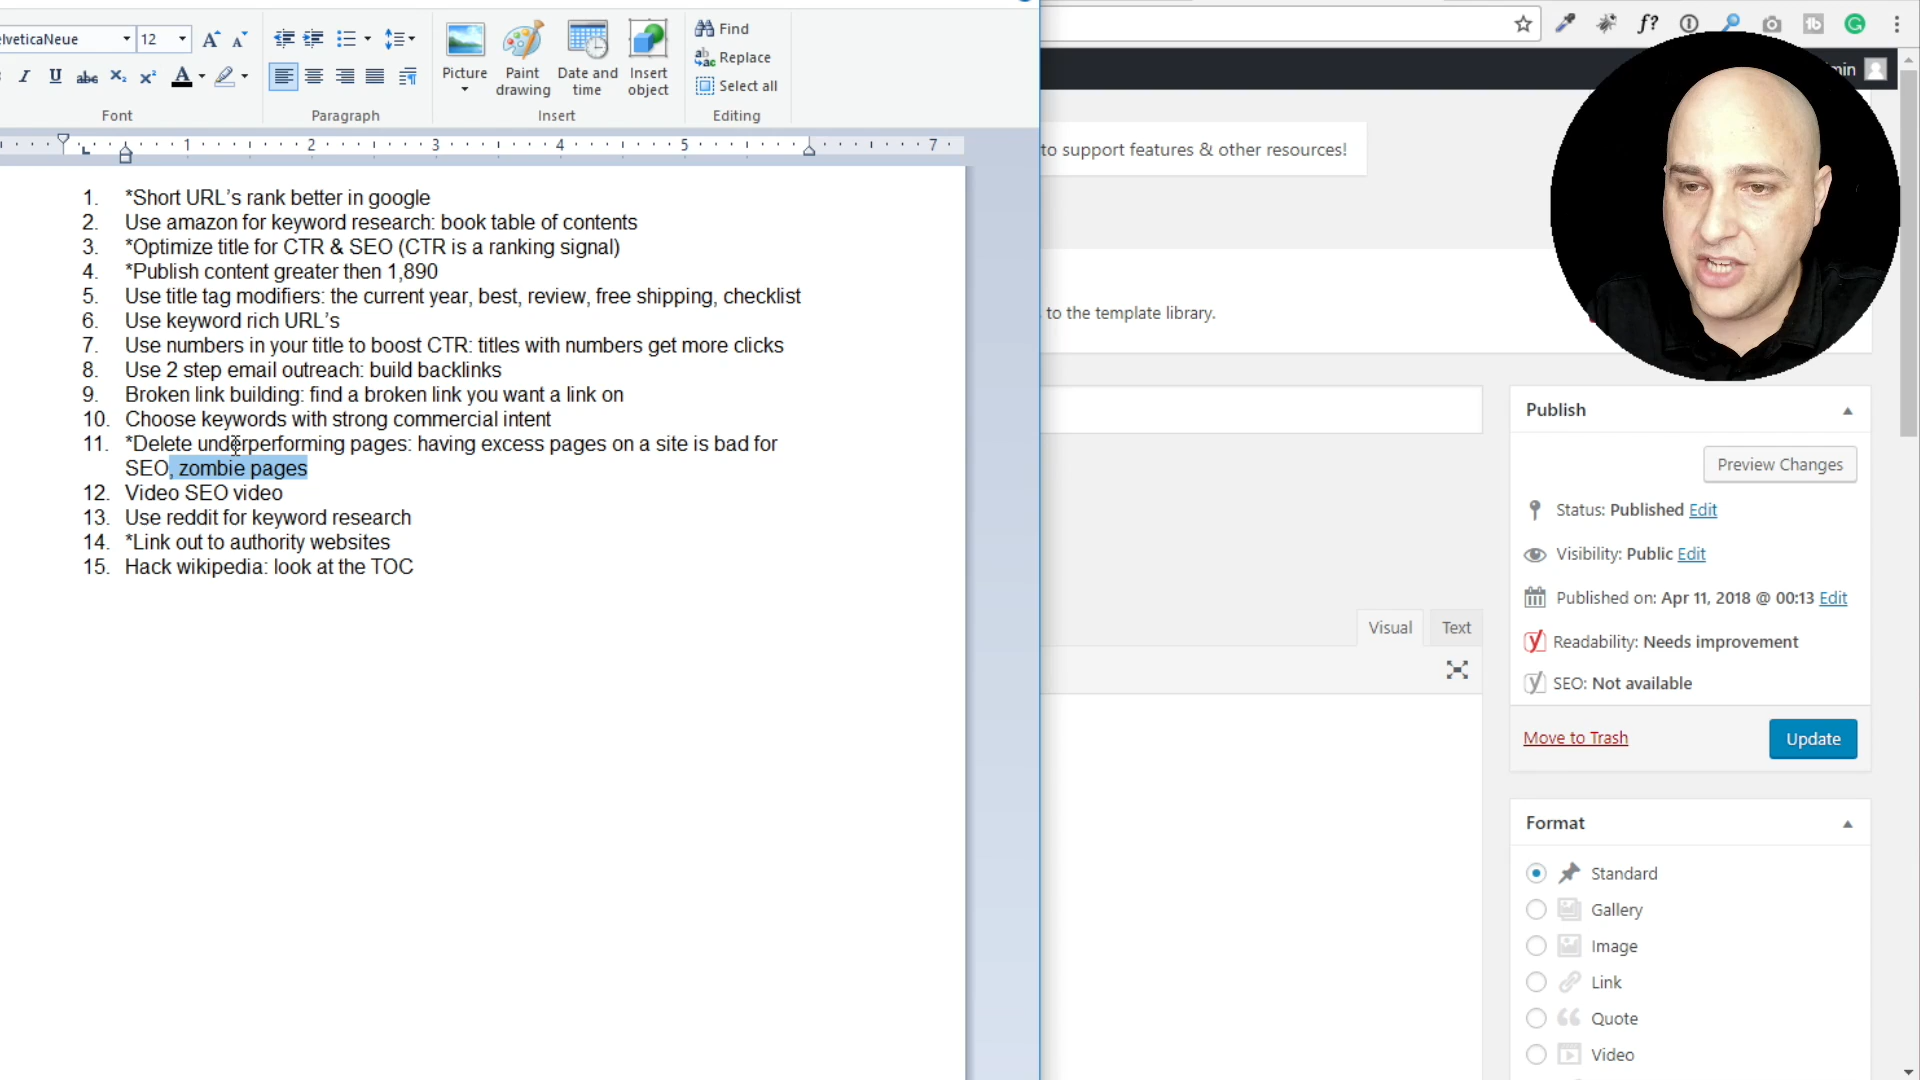 lveticaNeue
12
Find
Replace
Select all
Picture
Paint drawing
Date and time
Insert object
Font
Paragraph
Insert
Editing
1 2 3 4 5 7
1. *Short URL’s rank better in google
2. Use amazon for keyword research: book table of contents
3. *Optimize title for CTR & SEO (CTR is a ranking signal)
4. *Publish content greater then 1,890
5. Use title tag modifiers: the current year, best, review, free shipping, checklist
6. Use keyword rich URL’s
7. Use numbers in your title to boost CTR: titles with numbers get more clicks
8. Use 2 step email outreach: build backlinks
9. Broken link building: find a broken link you want a link on
10. Choose keywords with strong commercial intent
11. *Delete underperforming pages: having excess pages on a site is bad for
SEO, zombie pages
12. Video SEO video
13. Use reddit for keyword research
14. *Link out to authority websites
15. Hack wikipedia: look at the TOC
min
to support features & other resources!
to the template library.
Visual
Text
Publish
Preview Changes
Status: Published Edit
Visibility: Public Edit
Published on: Apr 11, 2018 @ 00:13 Edit
Readability: Needs improvement
SEO: Not available
Move to Trash
Update
Format
Standard
Gallery
Image
Link
Quote
Video